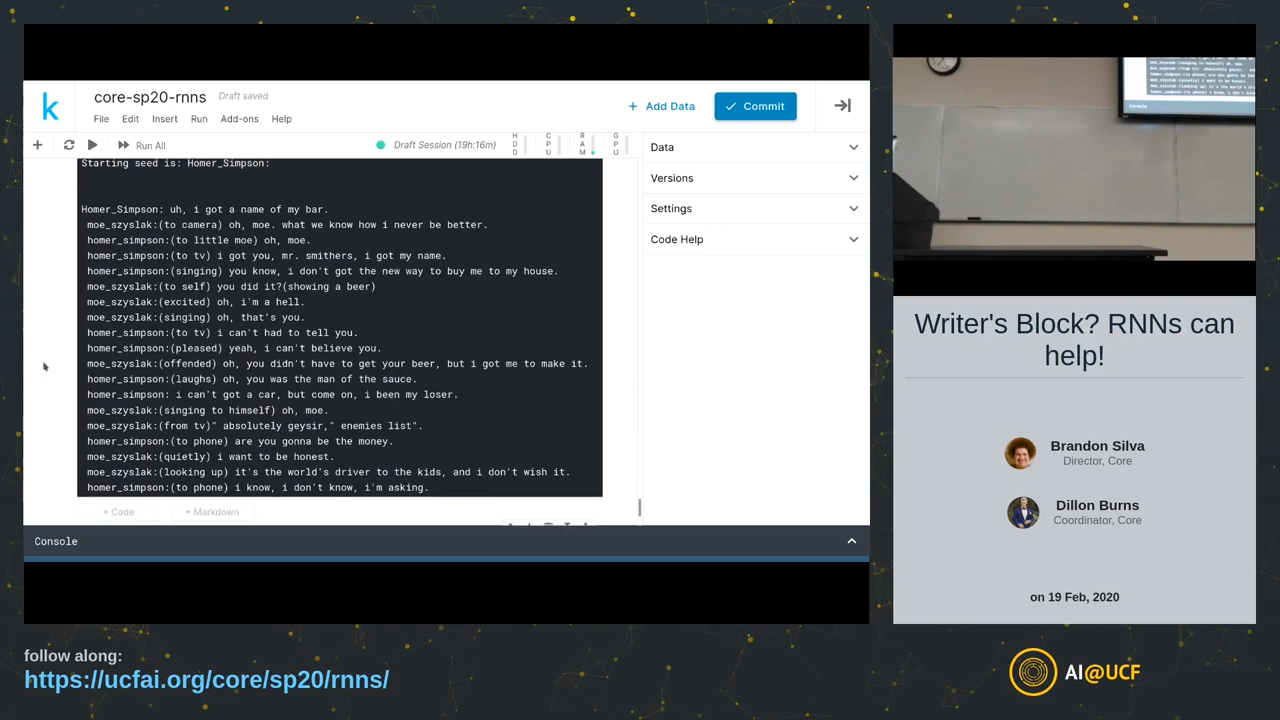 core-sp20-rnns
Draft saved
File Edit Insert Run Add-ons Help
+ Add Data
Commit
Run All
Draft Session (19h:16m)
HDD
CPU
RAM
GPU
Data
Versions
Settings
Code Help
Starting seed is: Homer_Simpson:
Homer_Simpson: uh, i got a name of my bar.
moe_szyslak:(to camera) oh, moe. what we know how i never be better.
homer_simpson:(to little moe) oh, moe.
homer_simpson:(to tv) i got you, mr. smithers, i got my name.
homer_simpson:(singing) you know, i don't got the new way to buy me to my house.
moe_szyslak:(to self) you did it?(showing a beer)
moe_szyslak:(excited) oh, i'm a hell.
moe_szyslak:(singing) oh, that's you.
homer_simpson:(to tv) i can't had to tell you.
homer_simpson:(pleased) yeah, i can't believe you.
moe_szyslak:(offended) oh, you didn't have to get your beer, but i got me to make it.
homer_simpson:(laughs) oh, you was the man of the sauce.
homer_simpson: i can't got a car, but come on, i been my loser.
moe_szyslak:(singing to himself) oh, moe.
moe_szyslak:(from tv)" absolutely geysir," enemies list".
homer_simpson:(to phone) are you gonna be the money.
moe_szyslak:(quietly) i want to be honest.
moe_szyslak:(looking up) it's the world's driver to the kids, and i don't wish it.
homer_simpson:(to phone) i know, i don't know, i'm asking.
+ Code
+ Markdown
Console
Writer's Block? RNNs can
help!
Brandon Silva
Director, Core
Dillon Burns
Coordinator, Core
on 19 Feb, 2020
follow along:
https://ucfai.org/core/sp20/rnns/
AI@UCF